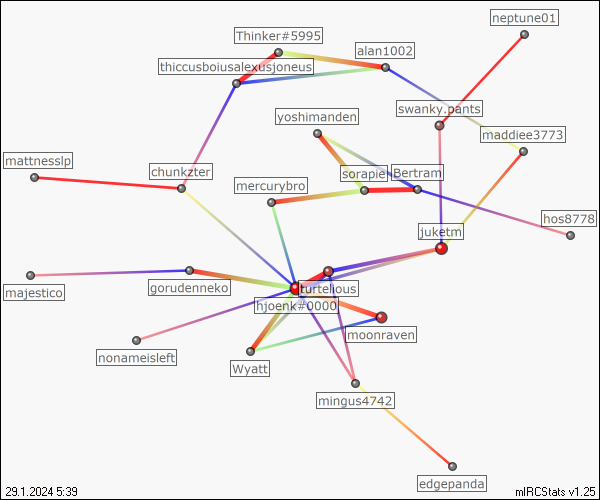 neptune01
Thinker#5995
alan1002
thiccusboiusalexusjoneus
swanky.pants
yoshimanden
maddiee3773
mattnesslp
chunkzter
sorapie
Bertram
mercurybro
hos8778
juketm
majestico
gorudenneko
turtelious
hjoenk#0000
moonraven
nonameisleft
Wyatt
mingus4742
edgepanda
29.1.2024 5:39
mIRCStats v1.25